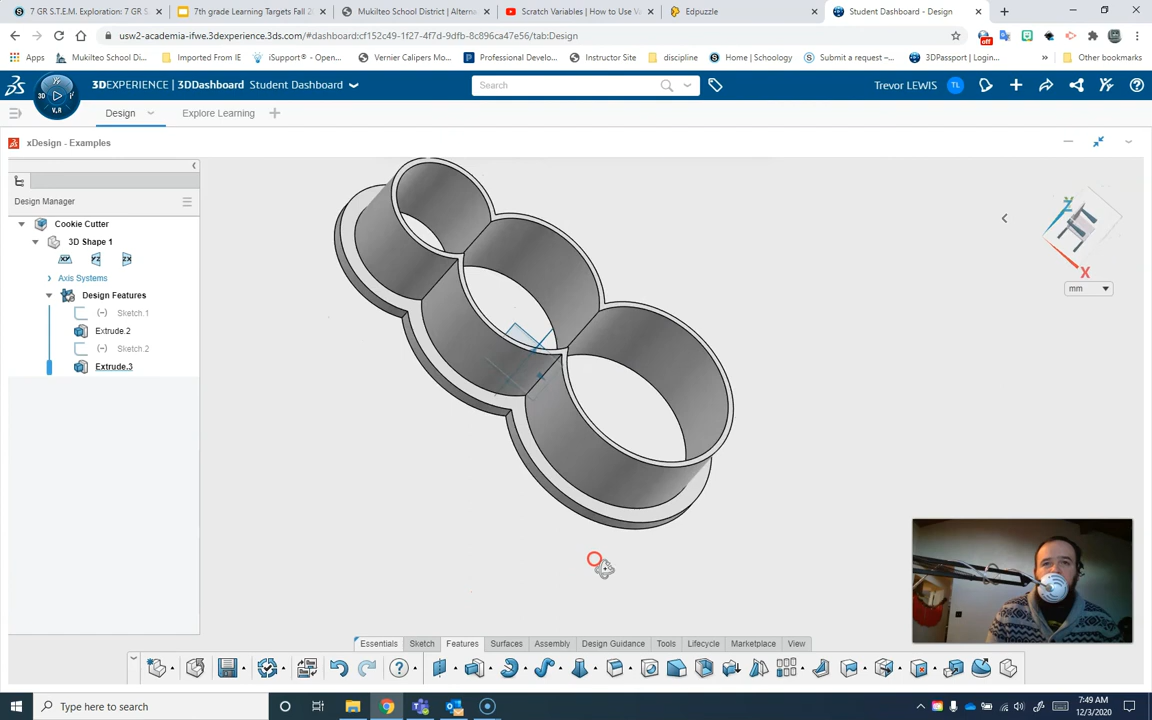 7 GR S.T.E.M. Exploration: 7 GR S
7th grade Learning Targets Fall 2
Mukilteo School District | Alterna
Scratch Variables | How to Use V
Edpuzzle
Student Dashboard - Design
usw2-academia-ifwe.3dexperience.3ds.com/#dashboard:cf152c49-1f27-4f7d-9dfb-8c896ca47e56/tab:Design
Apps
Mukilteo School Di...
Imported From IE
iSupport® - Open...
Vernier Calipers Mo...
Professional Develo...
Instructor Site
discipline
Home | Schoology
Submit a request –...
3DPassport | Login...
Other bookmarks
3DEXPERIENCE | 3DDashboard Student Dashboard
Search
Trevor LEWIS
TL
Design
Explore Learning
xDesign - Examples
Design Manager
Cookie Cutter
3D Shape 1
Axis Systems
Design Features
(-) Sketch.1
Extrude.2
(-) Sketch.2
Extrude.3
Z
X
mm
Essentials
Sketch
Features
Surfaces
Assembly
Design Guidance
Tools
Lifecycle
Marketplace
View
Type here to search
7:49 AM
12/3/2020